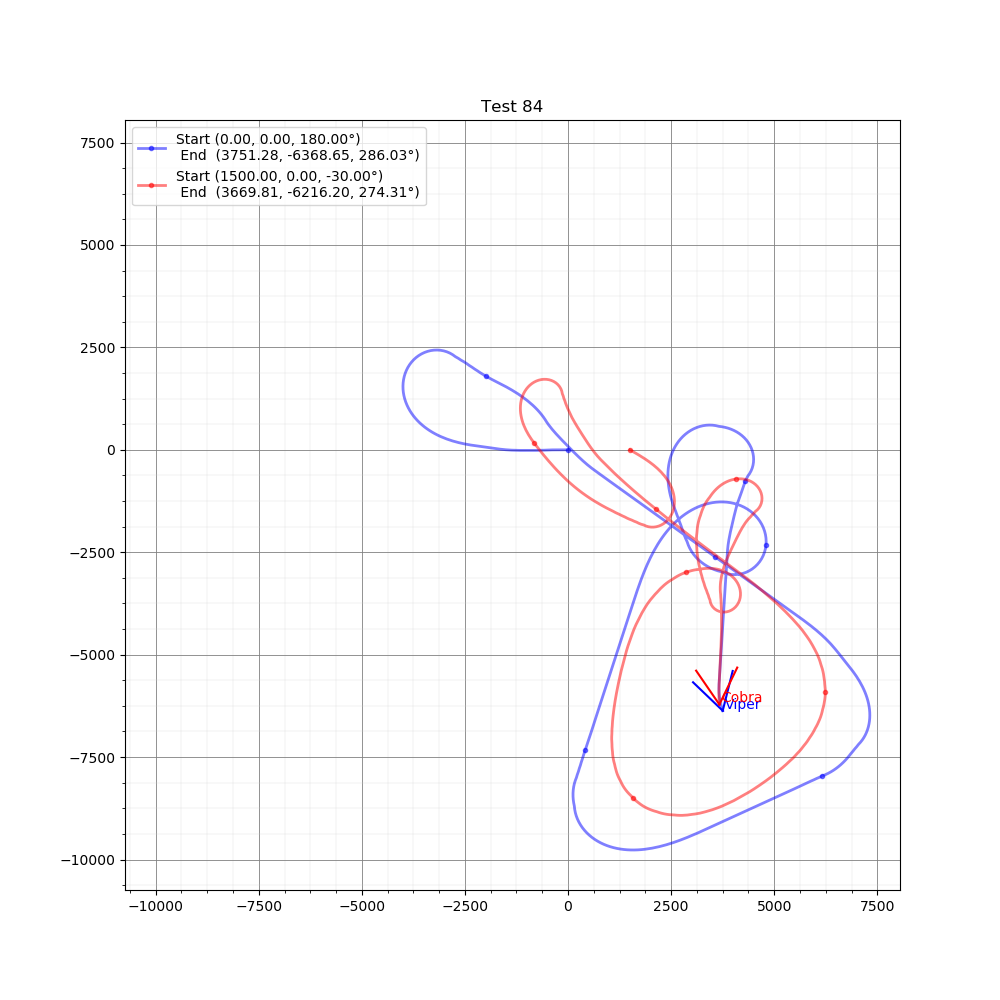 Test 84
Start (0.00, 0.00, 180.00°)
End  (3751.28, -6368.65, 286.03°)
Start (1500.00, 0.00, -30.00°)
End  (3669.81, -6216.20, 274.31°)
7500
5000
2500
0
−2500
−5000
−7500
−10000
Cobra
Viper
−10000 −7500 −5000 −2500 0 2500 5000 7500